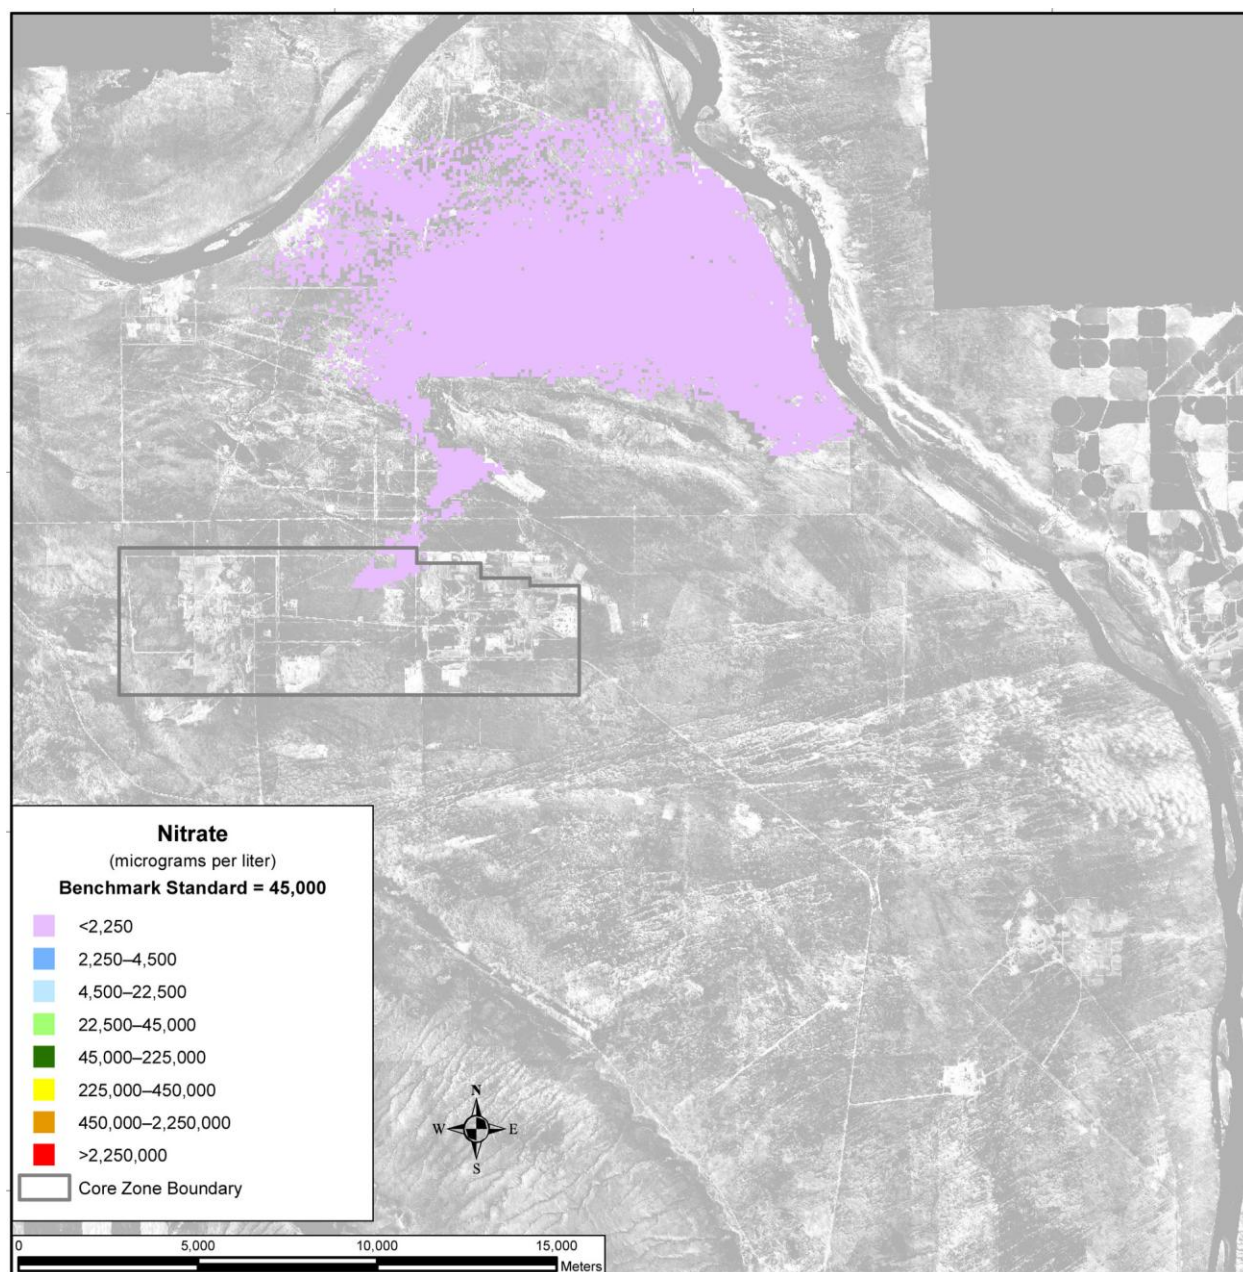 Nitrate
(micrograms per liter)
Benchmark Standard = 45,000
<2,250
2,250–4,500
4,500–22,500
22,500–45,000
45,000–225,000
225,000–450,000
450,000–2,250,000
>2,250,000
Core Zone Boundary
N
W E
S
0 5,000 10,000 15,000
Meters